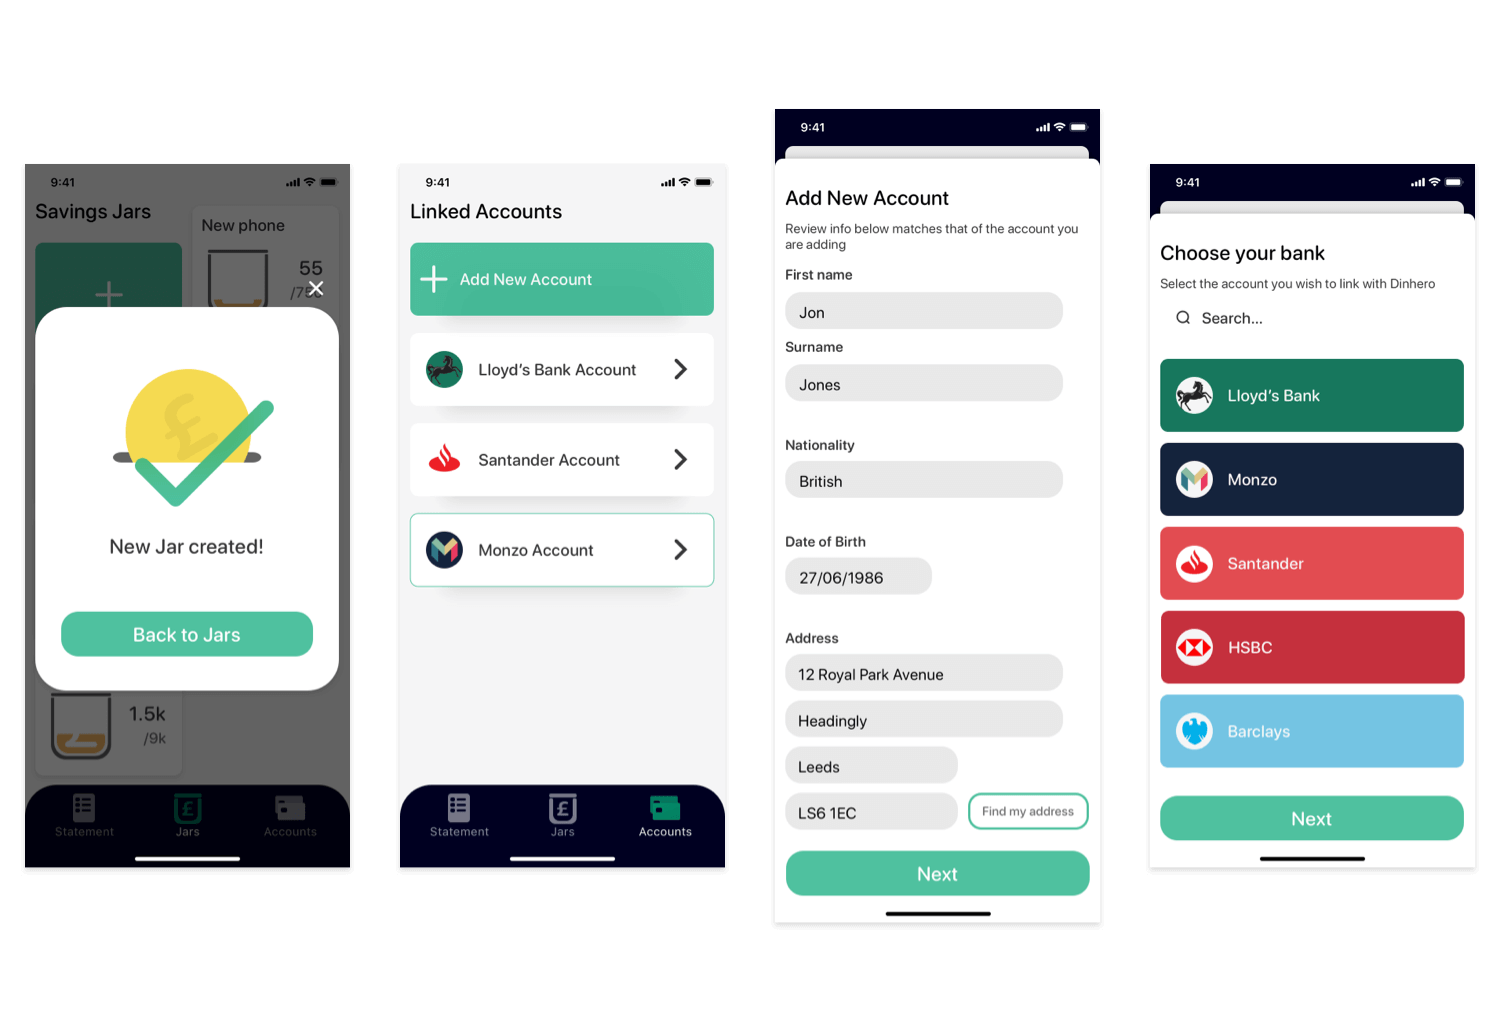 9:41
Savings Jars
New phone
55
/750
£
New Jar created!
Back to Jars
1.5k
/9k
£
Statement
Jars
Accounts
9:41
Linked Accounts
Add New Account
Lloyd's Bank Account
Santander Account
Monzo Account
£
Statement
Jars
Accounts
9:41
Add New Account
Review info below matches that of the account you
are adding
First name
Jon
Surname
Jones
Nationality
British
Date of Birth
27/06/1986
Address
12 Royal Park Avenue
Headingly
Leeds
LS6 1EC
Find my address
Next
9:41
Choose your bank
Select the account you wish to link with Dinhero
Search...
Lloyd's Bank
Monzo
Santander
HSBC
Barclays
Next